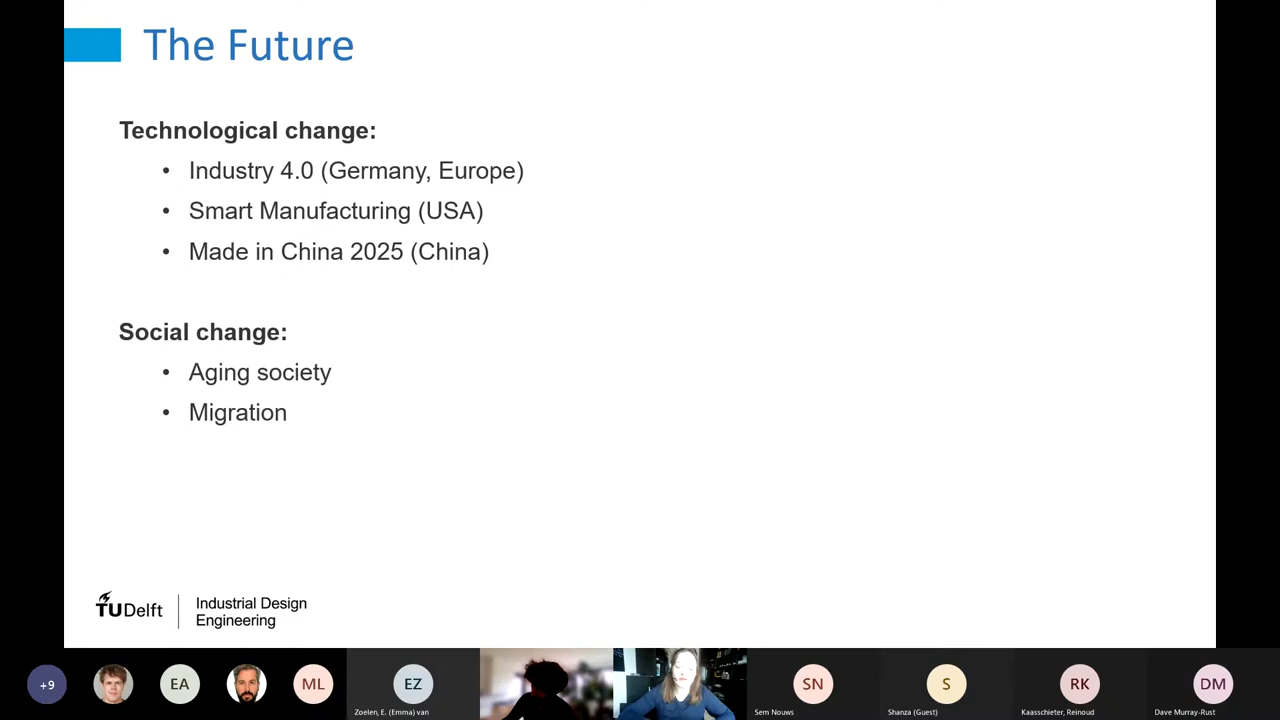 The Future
Technological change:
• Industry 4.0 (Germany, Europe)
• Smart Manufacturing (USA)
• Made in China 2025 (China)
Social change:
• Aging society
• Migration
TUDelft
Industrial Design
Engineering
+9
EA
ML
EZ
SN
S
RK
DM
Zoelen, E. (Emma) van
Sem Nouws
Shanza (Guest)
Kaasschieter, Reinoud
Dave Murray-Rust